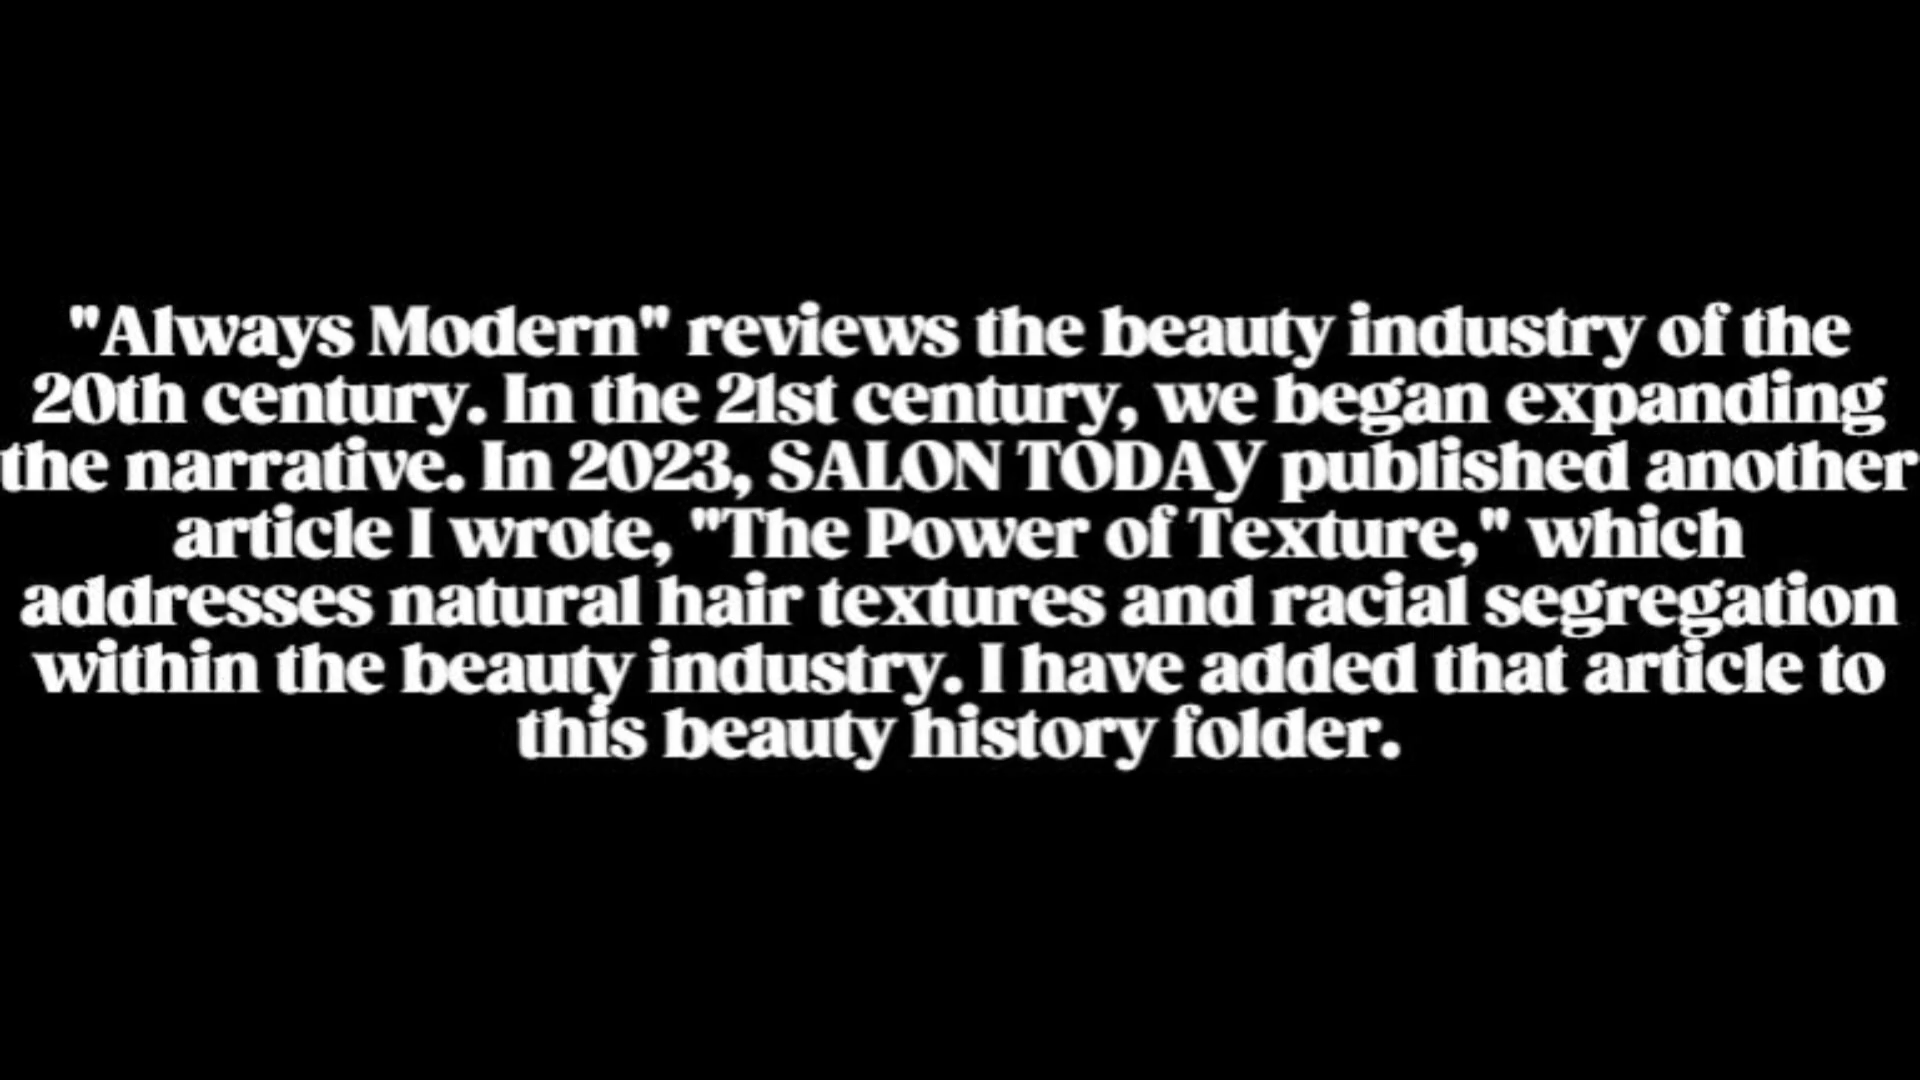 "Always Modern" reviews the beauty industry of the
20th century. In the 21st century, we began expanding
the narrative. In 2023, SALON TODAY published another
article I wrote, "The Power of Texture," which
addresses natural hair textures and racial segregation
within the beauty industry. I have added that article to
this beauty history folder.